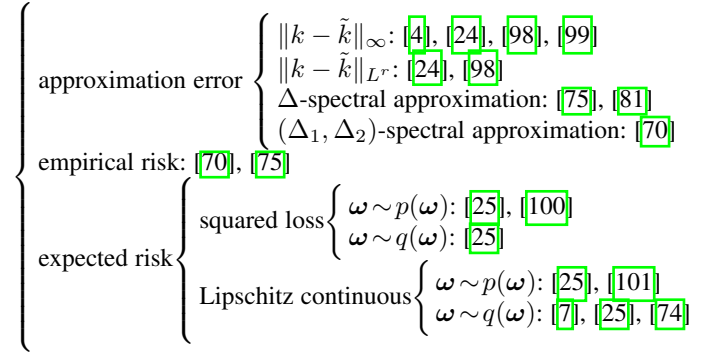 ‖k − k̃‖∞: [4], [24], [98], [99]
approximation error
‖k − k̃‖Lʳ: [24], [98]
Δ-spectral approximation: [75], [81]
(Δ₁, Δ₂)-spectral approximation: [70]
empirical risk: [70], [75]
expected risk
squared loss
ω ∼ p(ω): [25], [100]
ω ∼ q(ω): [25]
Lipschitz continuous
ω ∼ p(ω): [25], [101]
ω ∼ q(ω): [7], [25], [74]